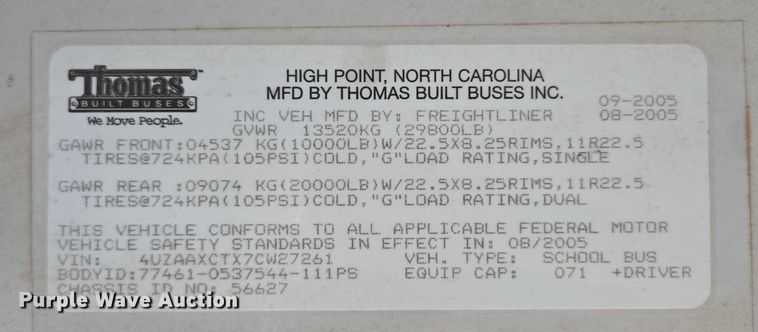 Thomas
BUILT BUSES
We Move People.
HIGH POINT, NORTH CAROLINA
MFD BY THOMAS BUILT BUSES INC.
09-2005
INC VEH MFD BY: FREIGHTLINER 08-2005
GVWR 13520KG (29800LB)
GAWR FRONT:04537 KG(10000LB)W/22.5X8.25RIMS,11R22.5
TIRES@724KPA(105PSI)COLD,"G"LOAD RATING,SINGLE
GAWR REAR :09074 KG(20000LB)W/22.5X8.25RIMS,11R22.5
TIRES@724KPA(105PSI)COLD,"G"LOAD RATING,DUAL
THIS VEHICLE CONFORMS TO ALL APPLICABLE FEDERAL MOTOR
VEHICLE SAFETY STANDARDS IN EFFECT IN: 08/2005
VIN: 4UZAAXCTX7CW27261 VEH. TYPE: SCHOOL BUS
BODYID:77461-0537544-111PS EQUIP CAP: 071 +DRIVER
CHASSIS ID NO: 56627
Purple Wave Auction